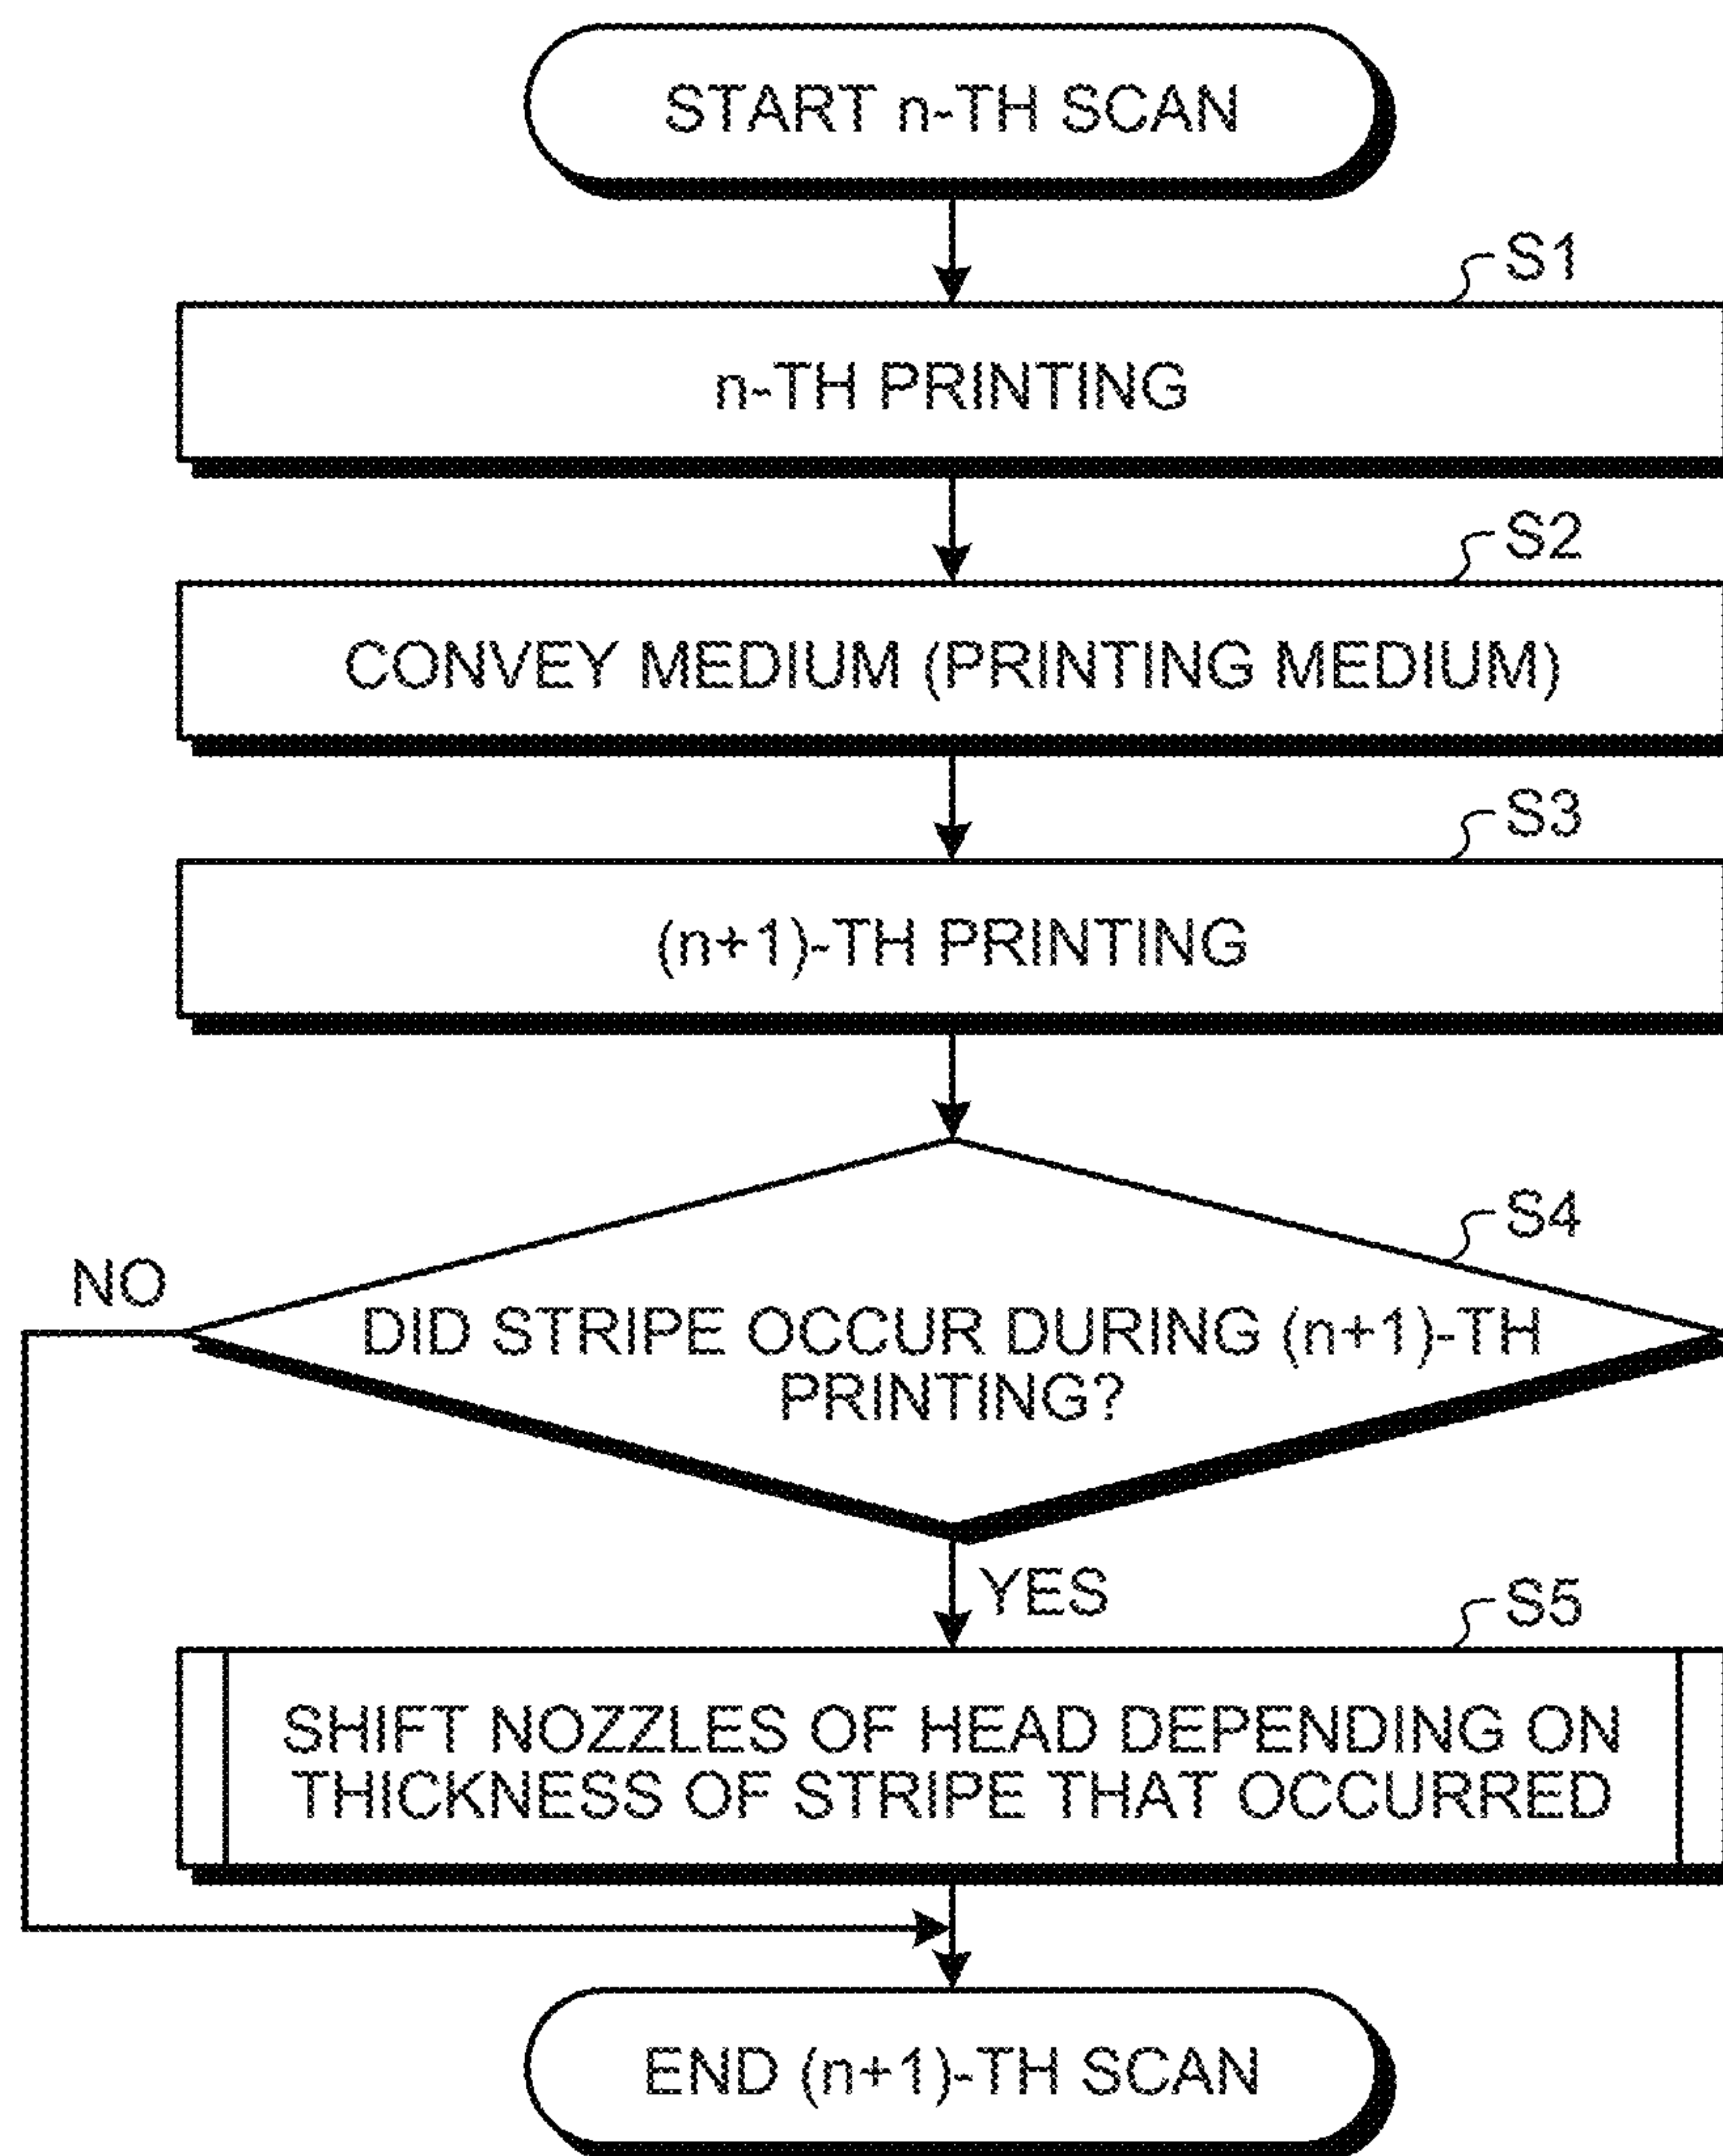 START n-TH SCAN
S1
n-TH PRINTING
S2
CONVEY MEDIUM (PRINTING MEDIUM)
S3
(n+1)-TH PRINTING
S4
NO
DID STRIPE OCCUR DURING (n+1)-TH
PRINTING?
YES
S5
SHIFT NOZZLES OF HEAD DEPENDING ON
THICKNESS OF STRIPE THAT OCCURRED
END (n+1)-TH SCAN